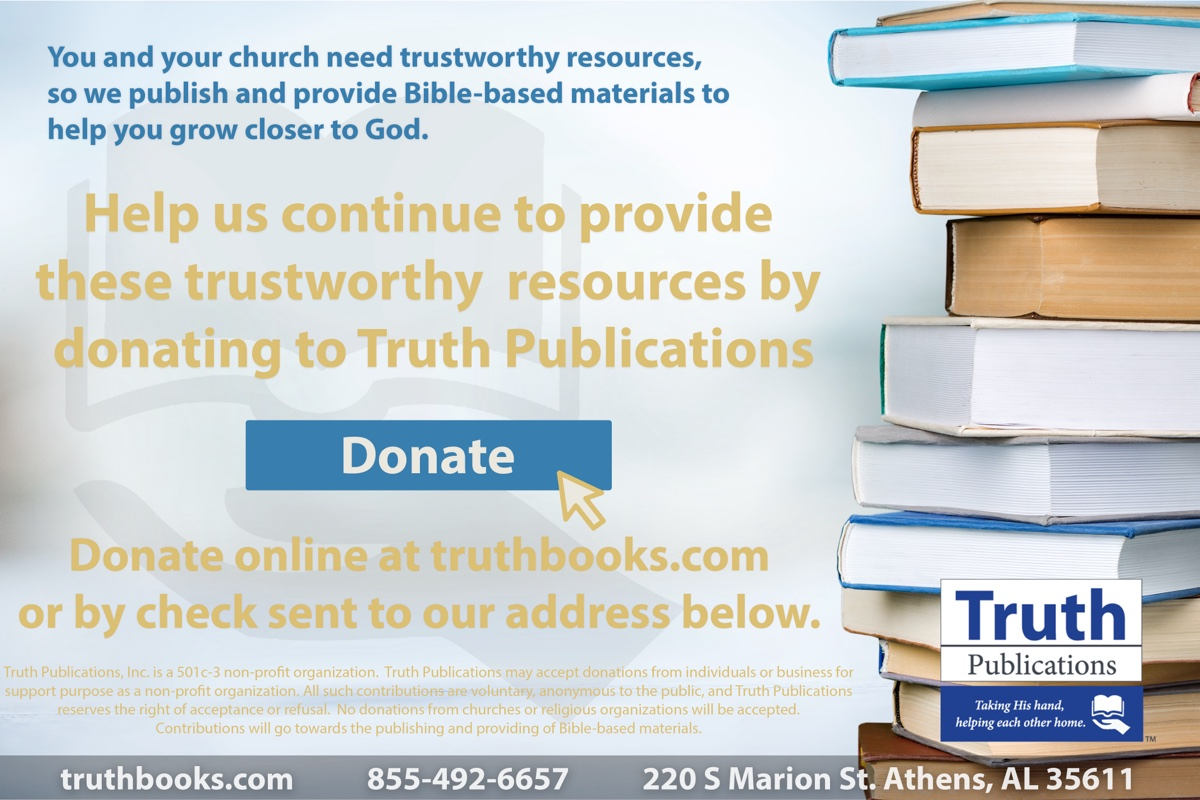 You and your church need trustworthy resources,
so we publish and provide Bible-based materials to
help you grow closer to God.
Help us continue to provide
these trustworthy  resources by
donating to Truth Publications
Donate
Donate online at truthbooks.com
or by check sent to our address below.
Truth Publications, Inc. is a 501c-3 non-profit organization.  Truth Publications may accept donations from individuals or business for
support purpose as a non-profit organization. All such contributions are voluntary, anonymous to the public, and Truth Publications
reserves the right of acceptance or refusal.  No donations from churches or religious organizations will be accepted.
Contributions will go towards the publishing and providing of Bible-based materials.
Truth
Publications
Taking His hand,
helping each other home.
TM
truthbooks.com 855-492-6657 220 S Marion St. Athens, AL 35611